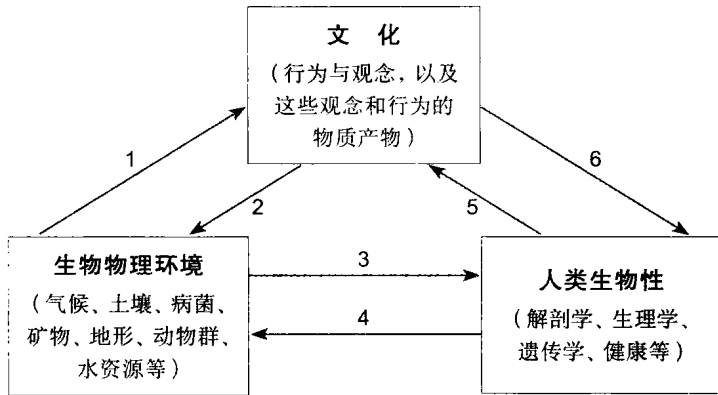 文 化
(行为与观念,以及
这些观念和行为的
物质产物)
1
6
2
5
生物物理环境
(气候、土壤、病菌、
矿物、地形、动物群、
水资源等)
3
4
人类生物性
(解剖学、生理学、
遗传学、健康等)